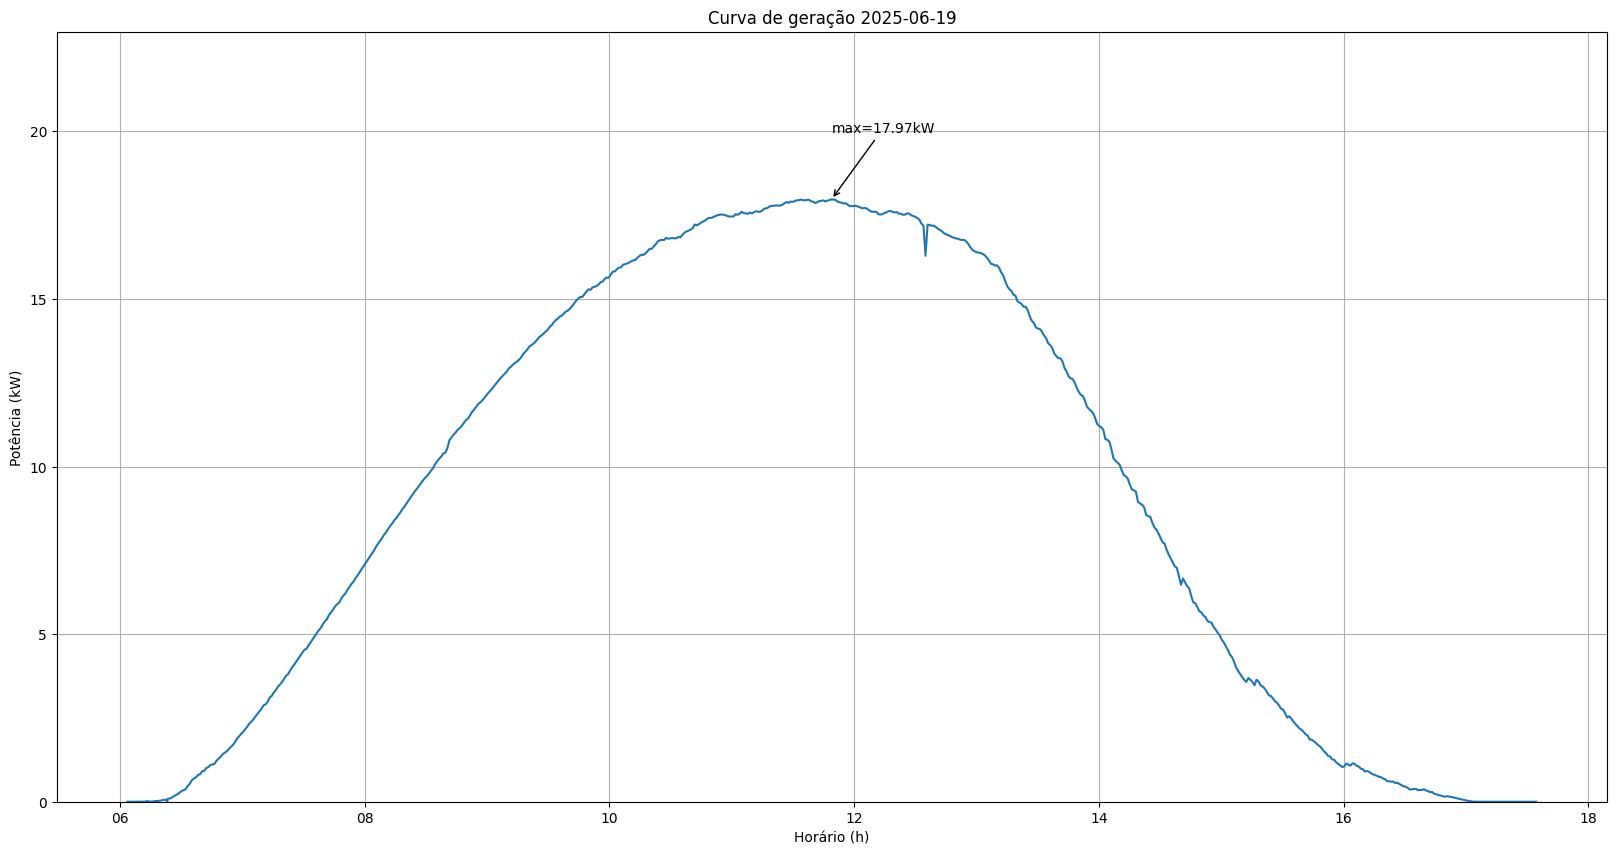 Curva de geração 2025-06-19
max=17.97kW
20
15
10
5
0
Potência (kW)
06 08 10 12 14 16 18
Horário (h)